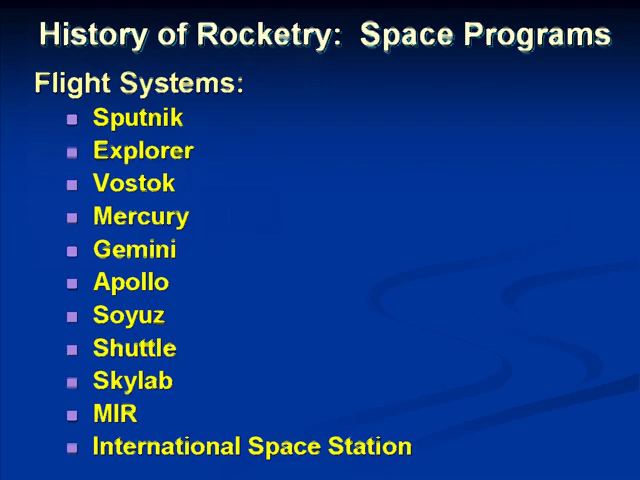 History of Rocketry: Space Programs
Flight Systems:
Sputnik
Explorer
Vostok
Mercury
Gemini
Apollo
Soyuz
Shuttle
Skylab
MIR
International Space Station